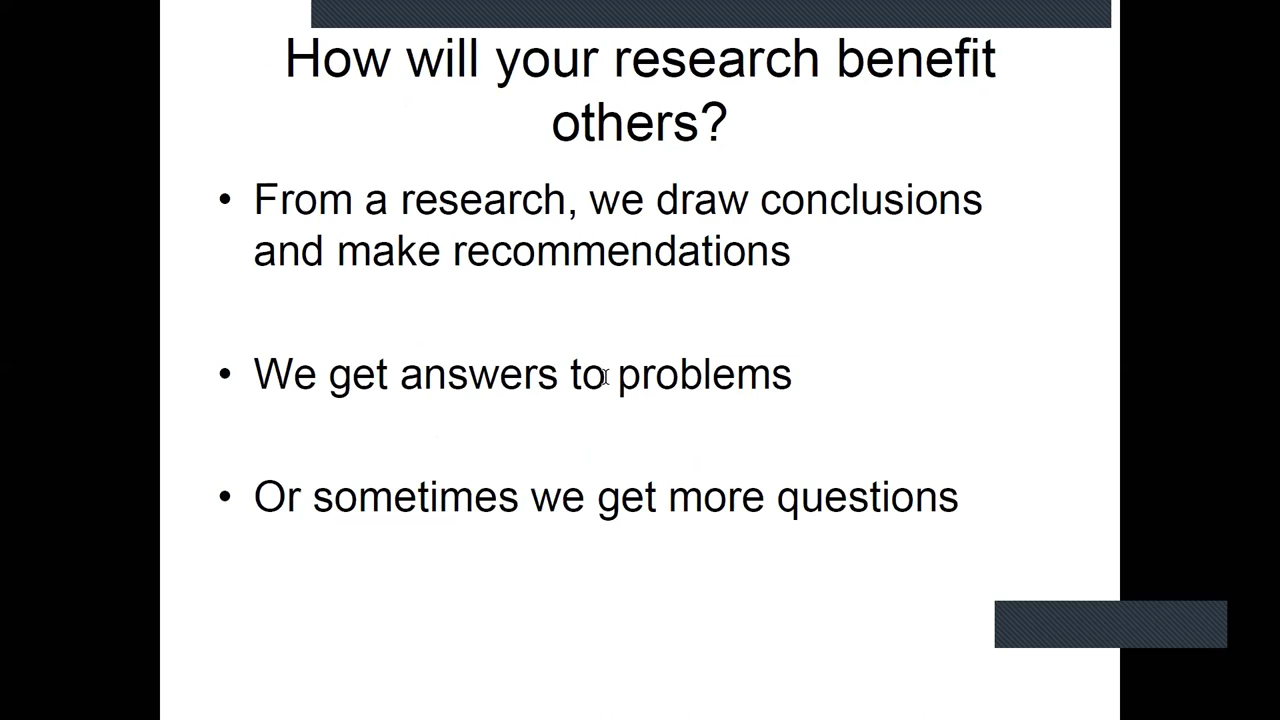 How will your research benefit
others?
• From a research, we draw conclusions
and make recommendations
• We get answers to problems
• Or sometimes we get more questions